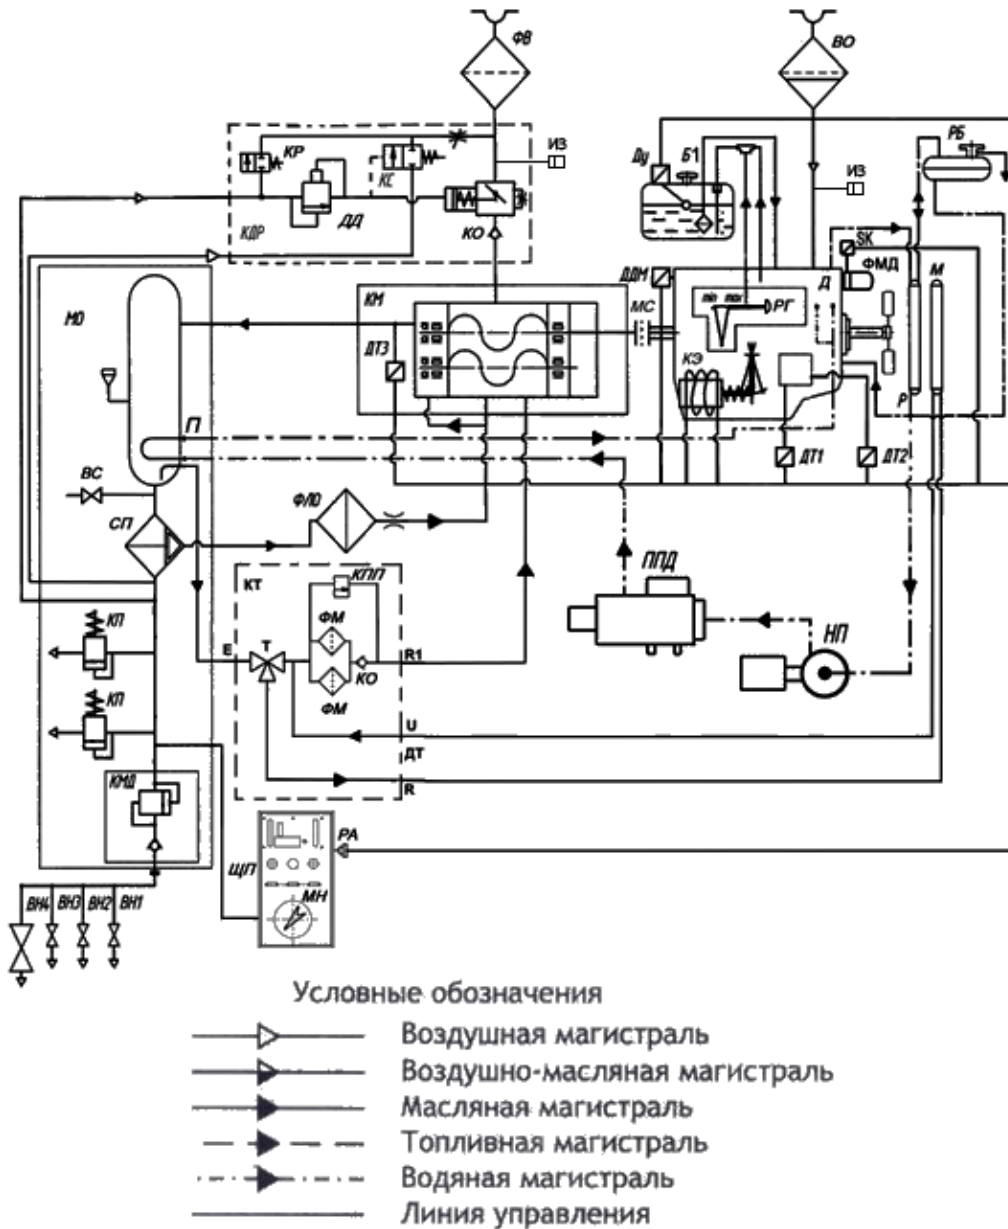 ФВ
ВО
КР
КС
ИЗ
ДУ
Б1
РБ
ДД
КДР
КО
ИЗ
SK
ФМД
М
МО
КМ
ДТ3
МС
ДДМ
min max
РГ
Д
КЭ
Р
П
ДТ1
ДТ2
ВС
СП
ФЛО
ППД
НП
КТ
КПП
ФМ
Е
Т
R1
КО
ФМ
КП
КП
U
ДТ
R
КМД
РА
ЩП
МН
ВН4
ВН3
ВН2
ВН1
Условные обозначения
Воздушная магистраль
Воздушно-масляная магистраль
Масляная магистраль
Топливная магистраль
Водяная магистраль
Линия управления